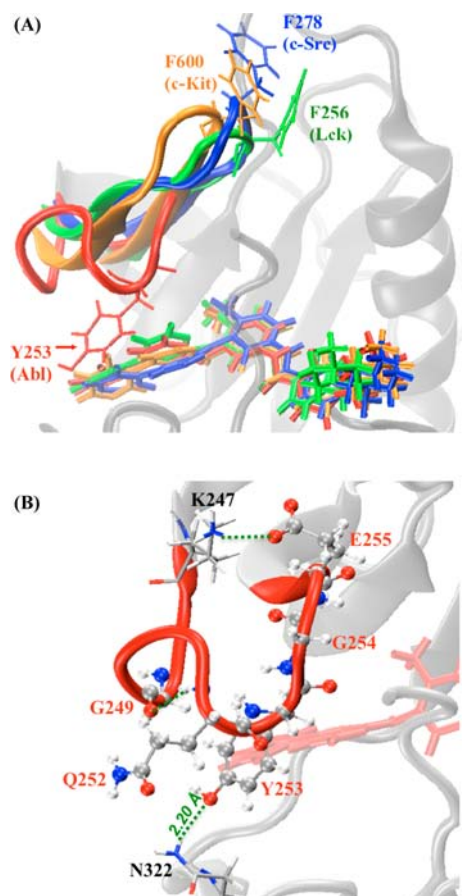 (A)
F278
(c-Src)
F600
(c-Kit)
F256
(Lck)
Y253
(Abl)
(B)
K247
E255
G254
G249
Q252
Y253
2.20 Å
N322